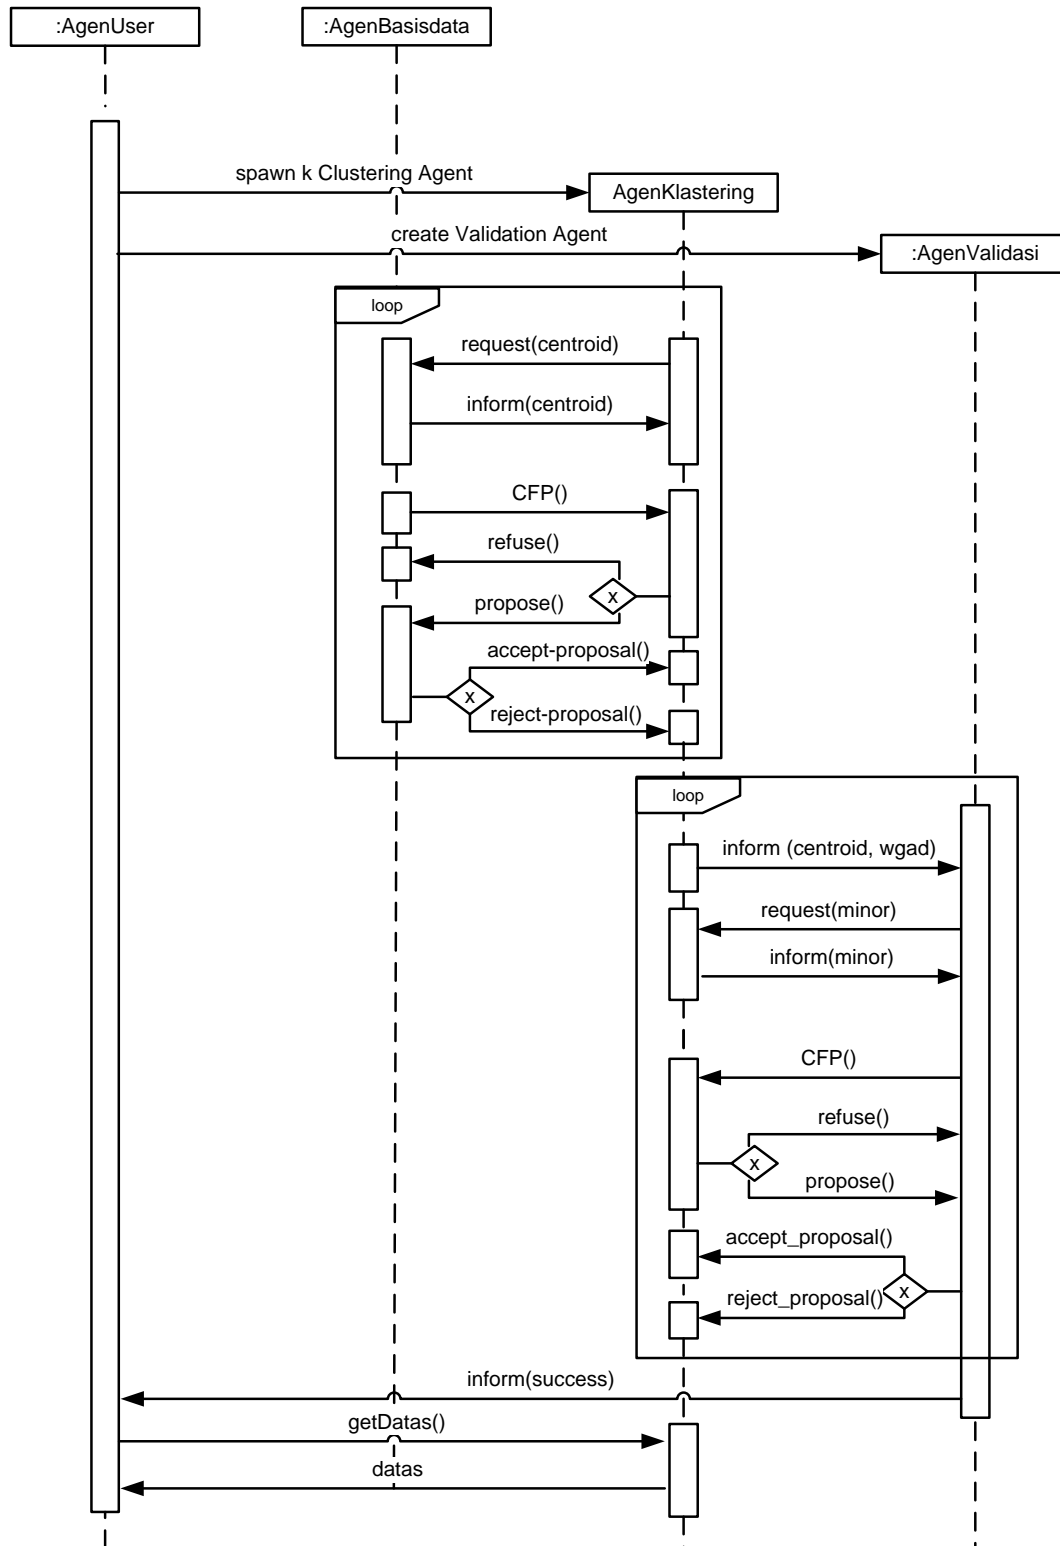 :AgenUser
:AgenBasisdata
spawn k Clustering Agent
AgenKlastering
create Validation Agent
:AgenValidasi
loop
request(centroid)
inform(centroid)
CFP()
refuse()
x
propose()
accept-proposal()
x
reject-proposal()
loop
inform (centroid, wgad)
request(minor)
inform(minor)
CFP()
refuse()
x
propose()
accept_proposal()
x
reject_proposal()
inform(success)
getDatas()
datas